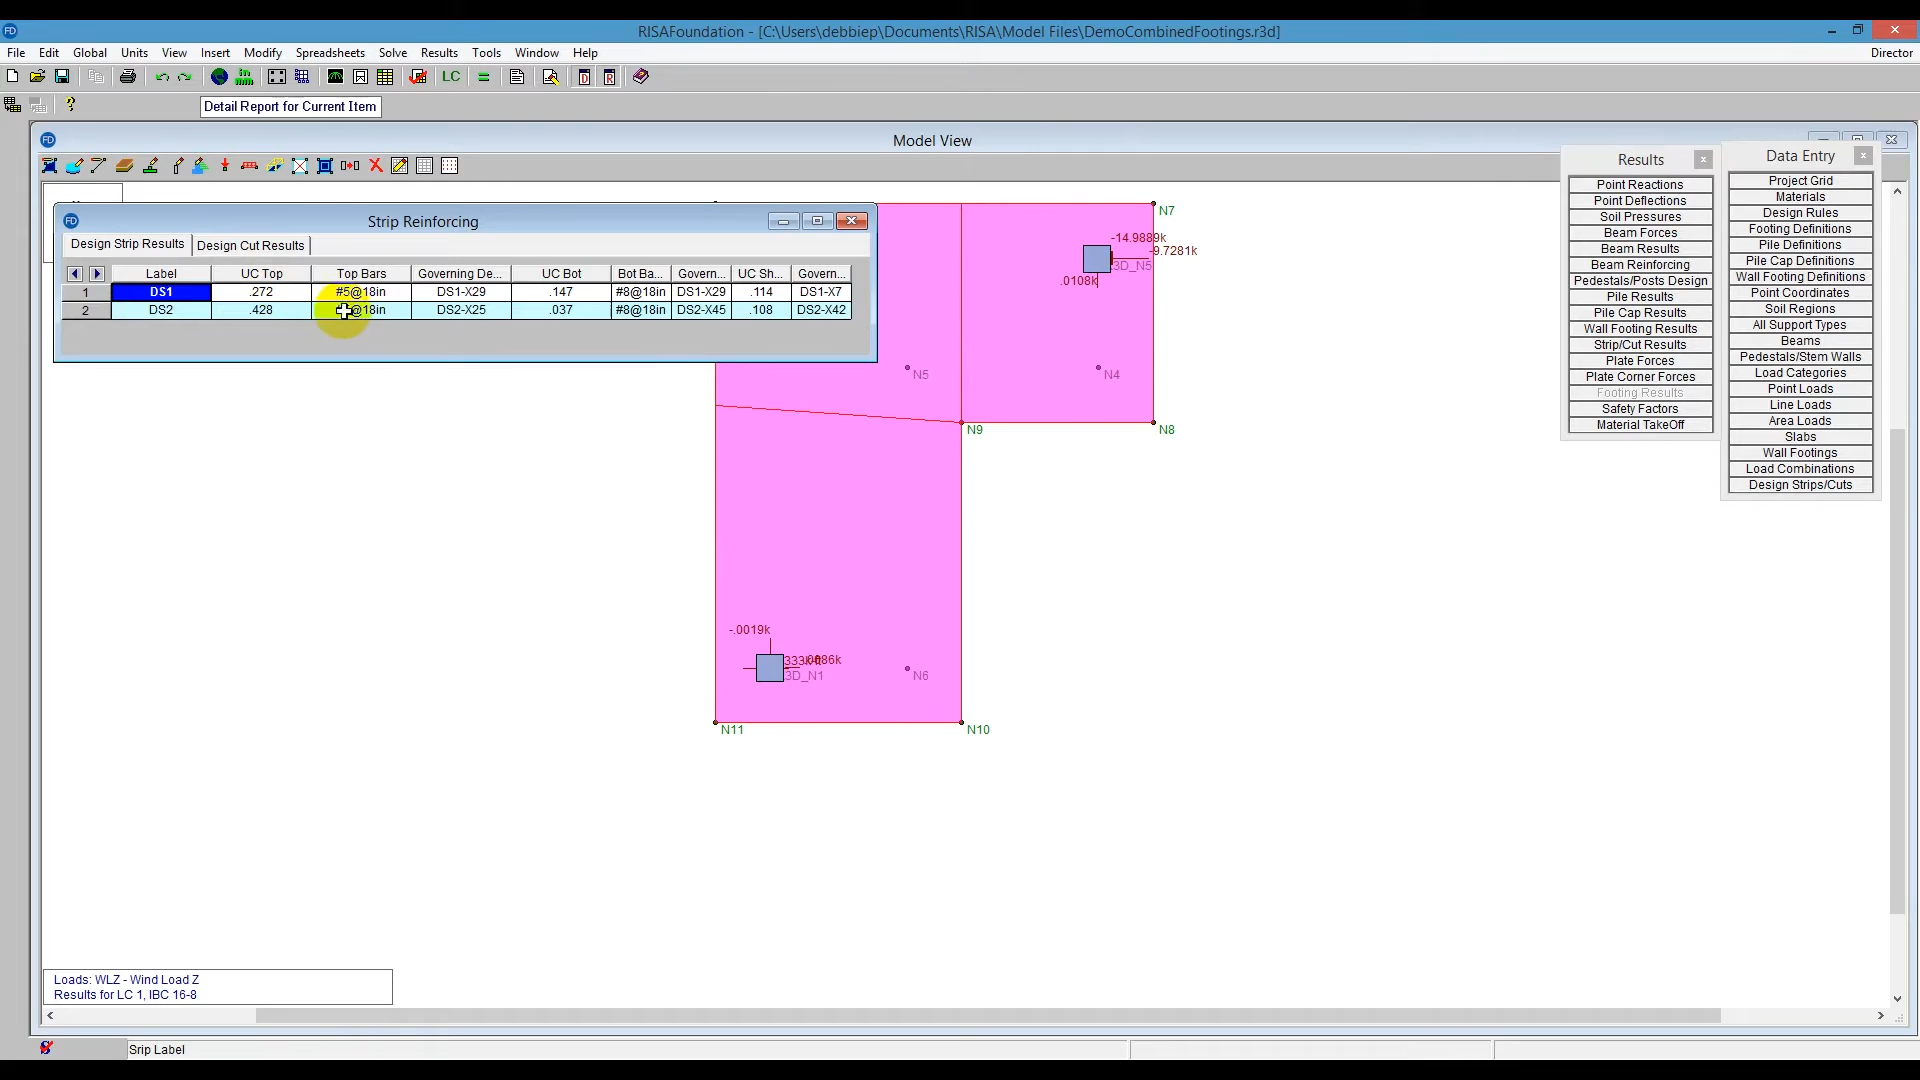 FD RISAFoundation - [C:\Users\debbiep\Documents\RISA\Model Files\DemoCombinedFootings.r3d]
File Edit Global Units View Insert Modify Spreadsheets Solve Results Tools Window Help Director
LC = D R
? Detail Report for Current Item
FD Model View
FD Strip Reinforcing
Design Strip Results Design Cut Results
Label UC Top Top Bars Governing De... UC Bot Bot Ba... Govern... UC Sh... Govern...
1 DS1 .272 #5@18in DS1-X29 .147 #8@18in DS1-X29 .114 DS1-X7
2 DS2 .428 @18in DS2-X25 .037 #8@18in DS2-X45 .108 DS2-X42
N7
-14.9889k
-9.7281k
3D_N5
.0108k
N5
N4
N9
N8
-.0019k
3D_N1
N6
N11
N10
Results
Point Reactions
Point Deflections
Soil Pressures
Beam Forces
Beam Results
Beam Reinforcing
Pedestals/Posts Design
Pile Results
Pile Cap Results
Wall Footing Results
Strip/Cut Results
Plate Forces
Plate Corner Forces
Footing Results
Safety Factors
Material TakeOff
Data Entry
Project Grid
Materials
Design Rules
Footing Definitions
Pile Definitions
Pile Cap Definitions
Wall Footing Definitions
Point Coordinates
Soil Regions
All Support Types
Beams
Pedestals/Stem Walls
Load Categories
Point Loads
Line Loads
Area Loads
Slabs
Wall Footings
Load Combinations
Design Strips/Cuts
Loads: WLZ - Wind Load Z
Results for LC 1, IBC 16-8
Srip Label